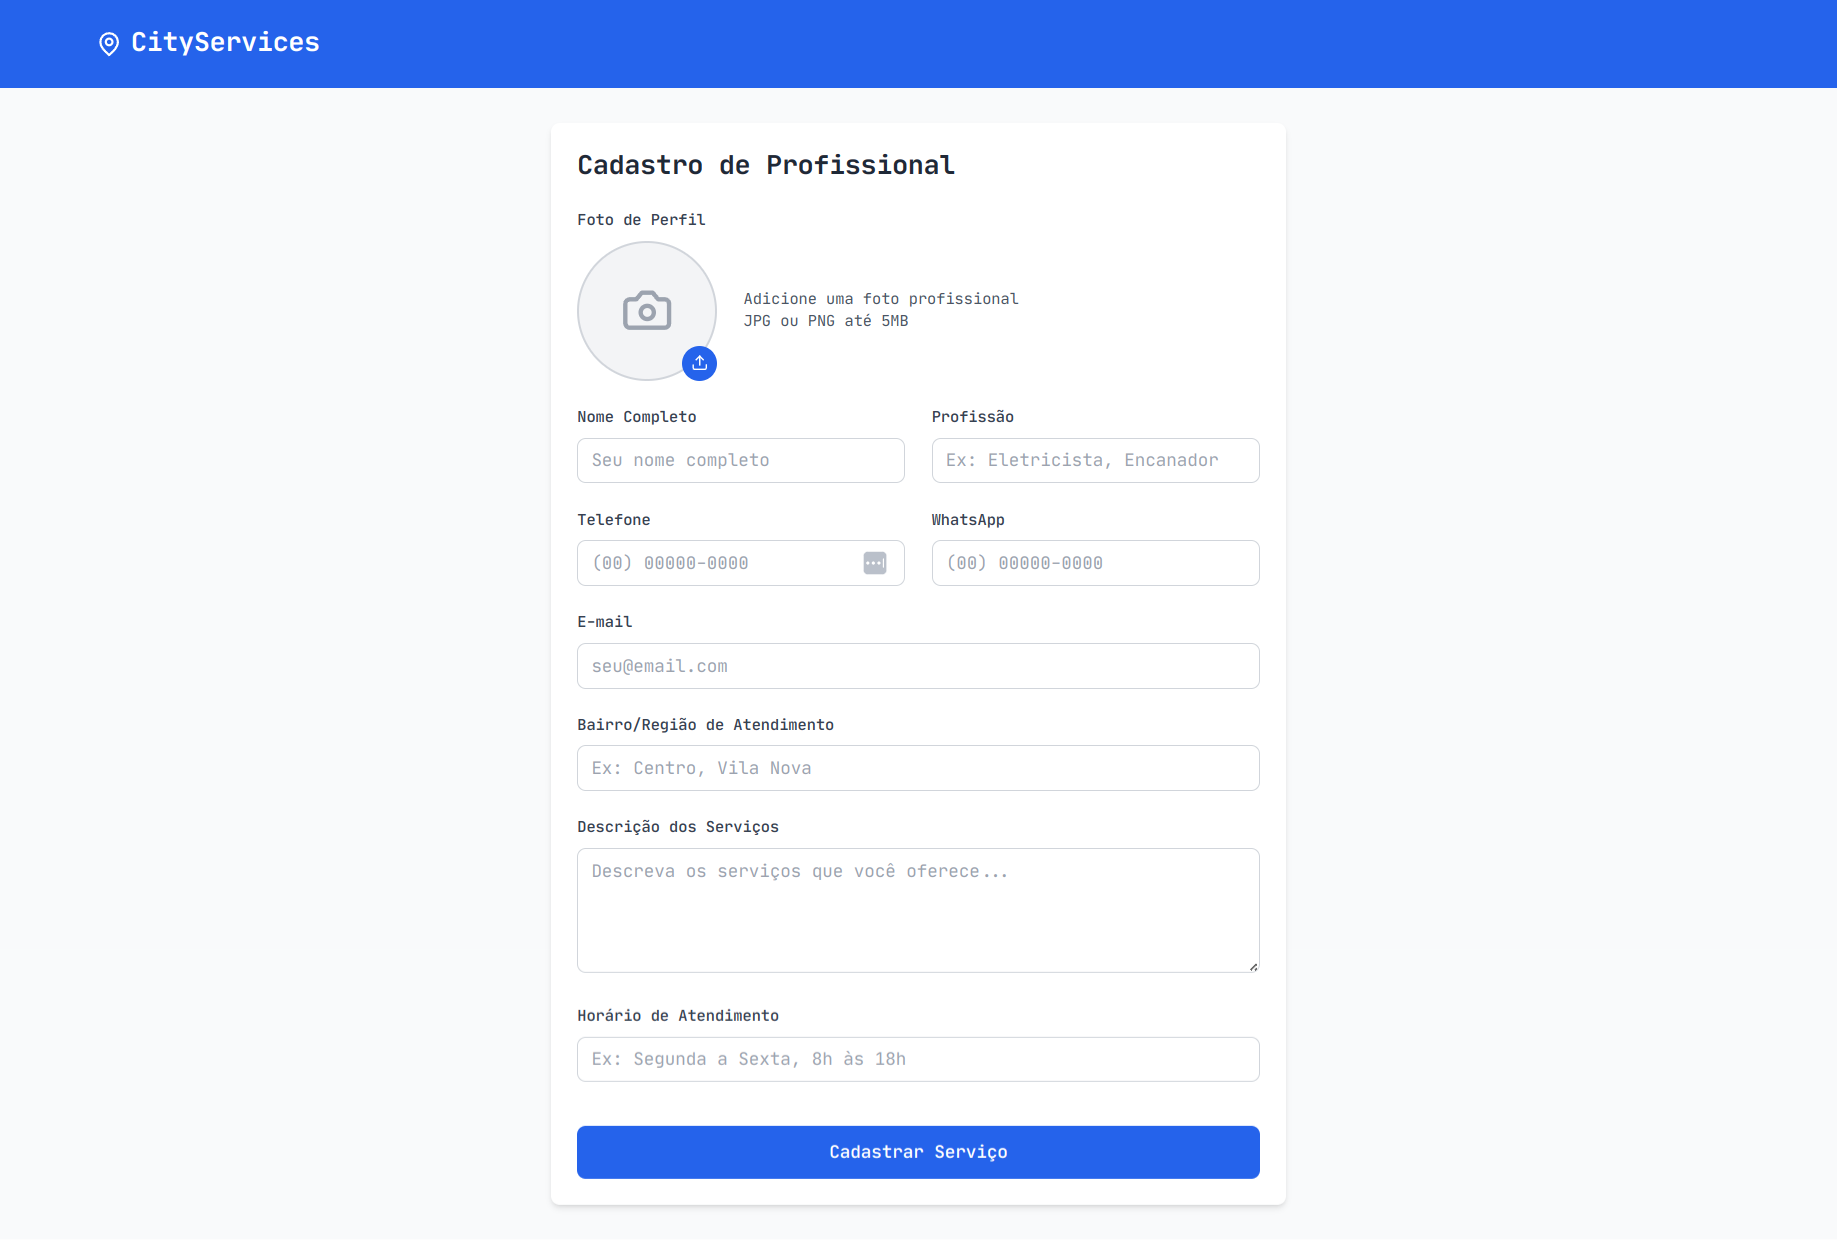 CityServices
Cadastro de Profissional
Foto de Perfil
Adicione uma foto profissional
JPG ou PNG até 5MB
Nome Completo
Profissão
Seu nome completo
Ex: Eletricista, Encanador
Telefone
WhatsApp
(00) 00000-0000
(00) 00000-0000
E-mail
seu@email.com
Bairro/Região de Atendimento
Ex: Centro, Vila Nova
Descrição dos Serviços
Descreva os serviços que você oferece...
Horário de Atendimento
Ex: Segunda a Sexta, 8h às 18h
Cadastrar Serviço